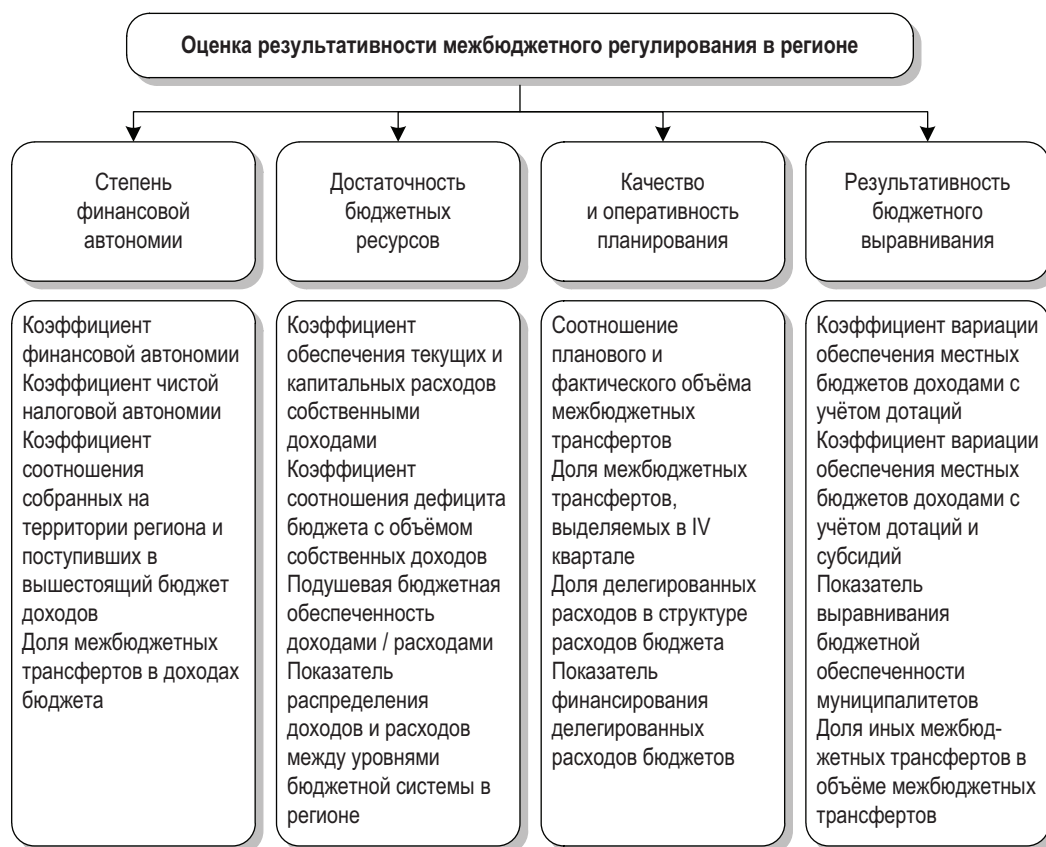 Оценка результативности межбюджетного регулирования в регионе
Степень
финансовой
автономии
Достаточность
бюджетных
ресурсов
Качество
и оперативность
планирования
Результативность
бюджетного
выравнивания
Коэффициент
финансовой автономии
Коэффициент чистой
налоговой автономии
Коэффициент
соотношения
собранных на
территории региона и
поступивших в
вышестоящий бюджет
доходов
Доля межбюджетных
трансфертов в доходах
бюджета
Коэффициент
обеспечения текущих и
капитальных расходов
собственными
доходами
Коэффициент
соотношения дефицита
бюджета с объёмом
собственных доходов
Подушевая бюджетная
обеспеченность
доходами / расходами
Показатель
распределения
доходов и расходов
между уровнями
бюджетной системы в
регионе
Соотношение
планового и
фактического объёма
межбюджетных
трансфертов
Доля межбюджетных
трансфертов,
выделяемых в IV
квартале
Доля делегированных
расходов в структуре
расходов бюджета
Показатель
финансирования
делегированных
расходов бюджетов
Коэффициент вариации
обеспечения местных
бюджетов доходами с
учётом дотаций
Коэффициент вариации
обеспечения местных
бюджетов доходами с
учётом дотаций и
субсидий
Показатель
выравнивания
бюджетной
обеспеченности
муниципалитетов
Доля иных межбюд-
жетных трансфертов в
объёме межбюджетных
трансфертов